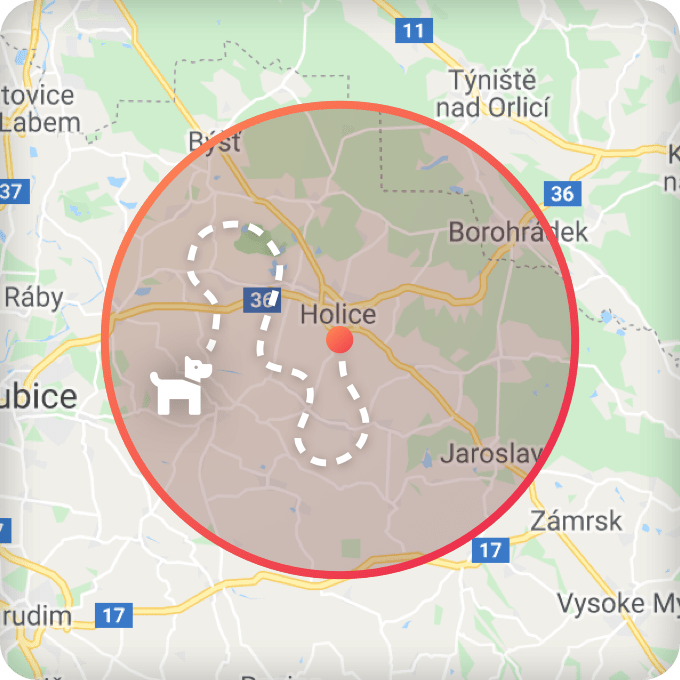 11
Týniště
nad Orlicí
tovice
Labem
Býšť
37
36
Borohrádek
Ráby
36
Holice
ubice
Jaroslav
Zámrsk
17
Vysoke My
rudim
17